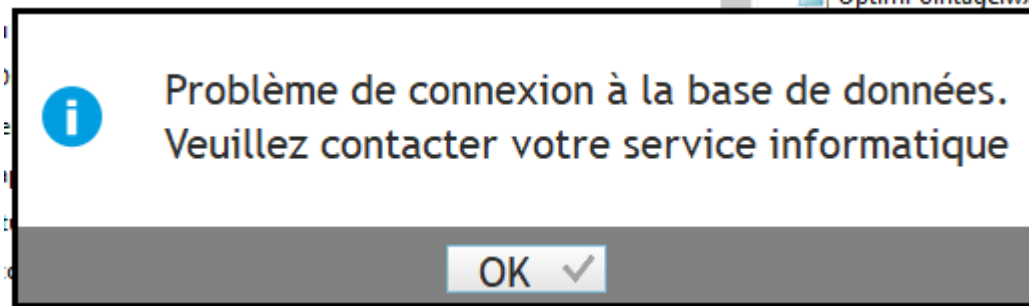 Problème de connexion à la base de données.
Veuillez contacter votre service informatique
OK